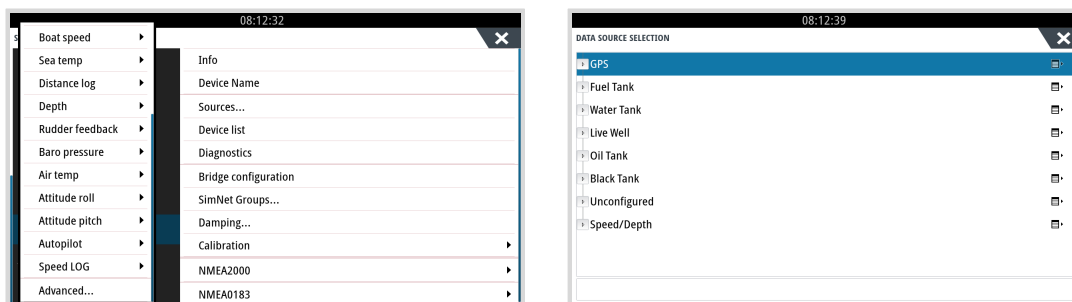 08:12:32
S
Boat speed
Sea temp
Distance log
Depth
Rudder feedback
Baro pressure
Air temp
Attitude roll
Attitude pitch
Autopilot
Speed LOG
Advanced...
Info
Device Name
Sources...
Device list
Diagnostics
Bridge configuration
SimNet Groups...
Damping...
Calibration
NMEA2000
NMEA0183
08:12:39
DATA SOURCE SELECTION
GPS
Fuel Tank
Water Tank
Live Well
Oil Tank
Black Tank
Unconfigured
Speed/Depth